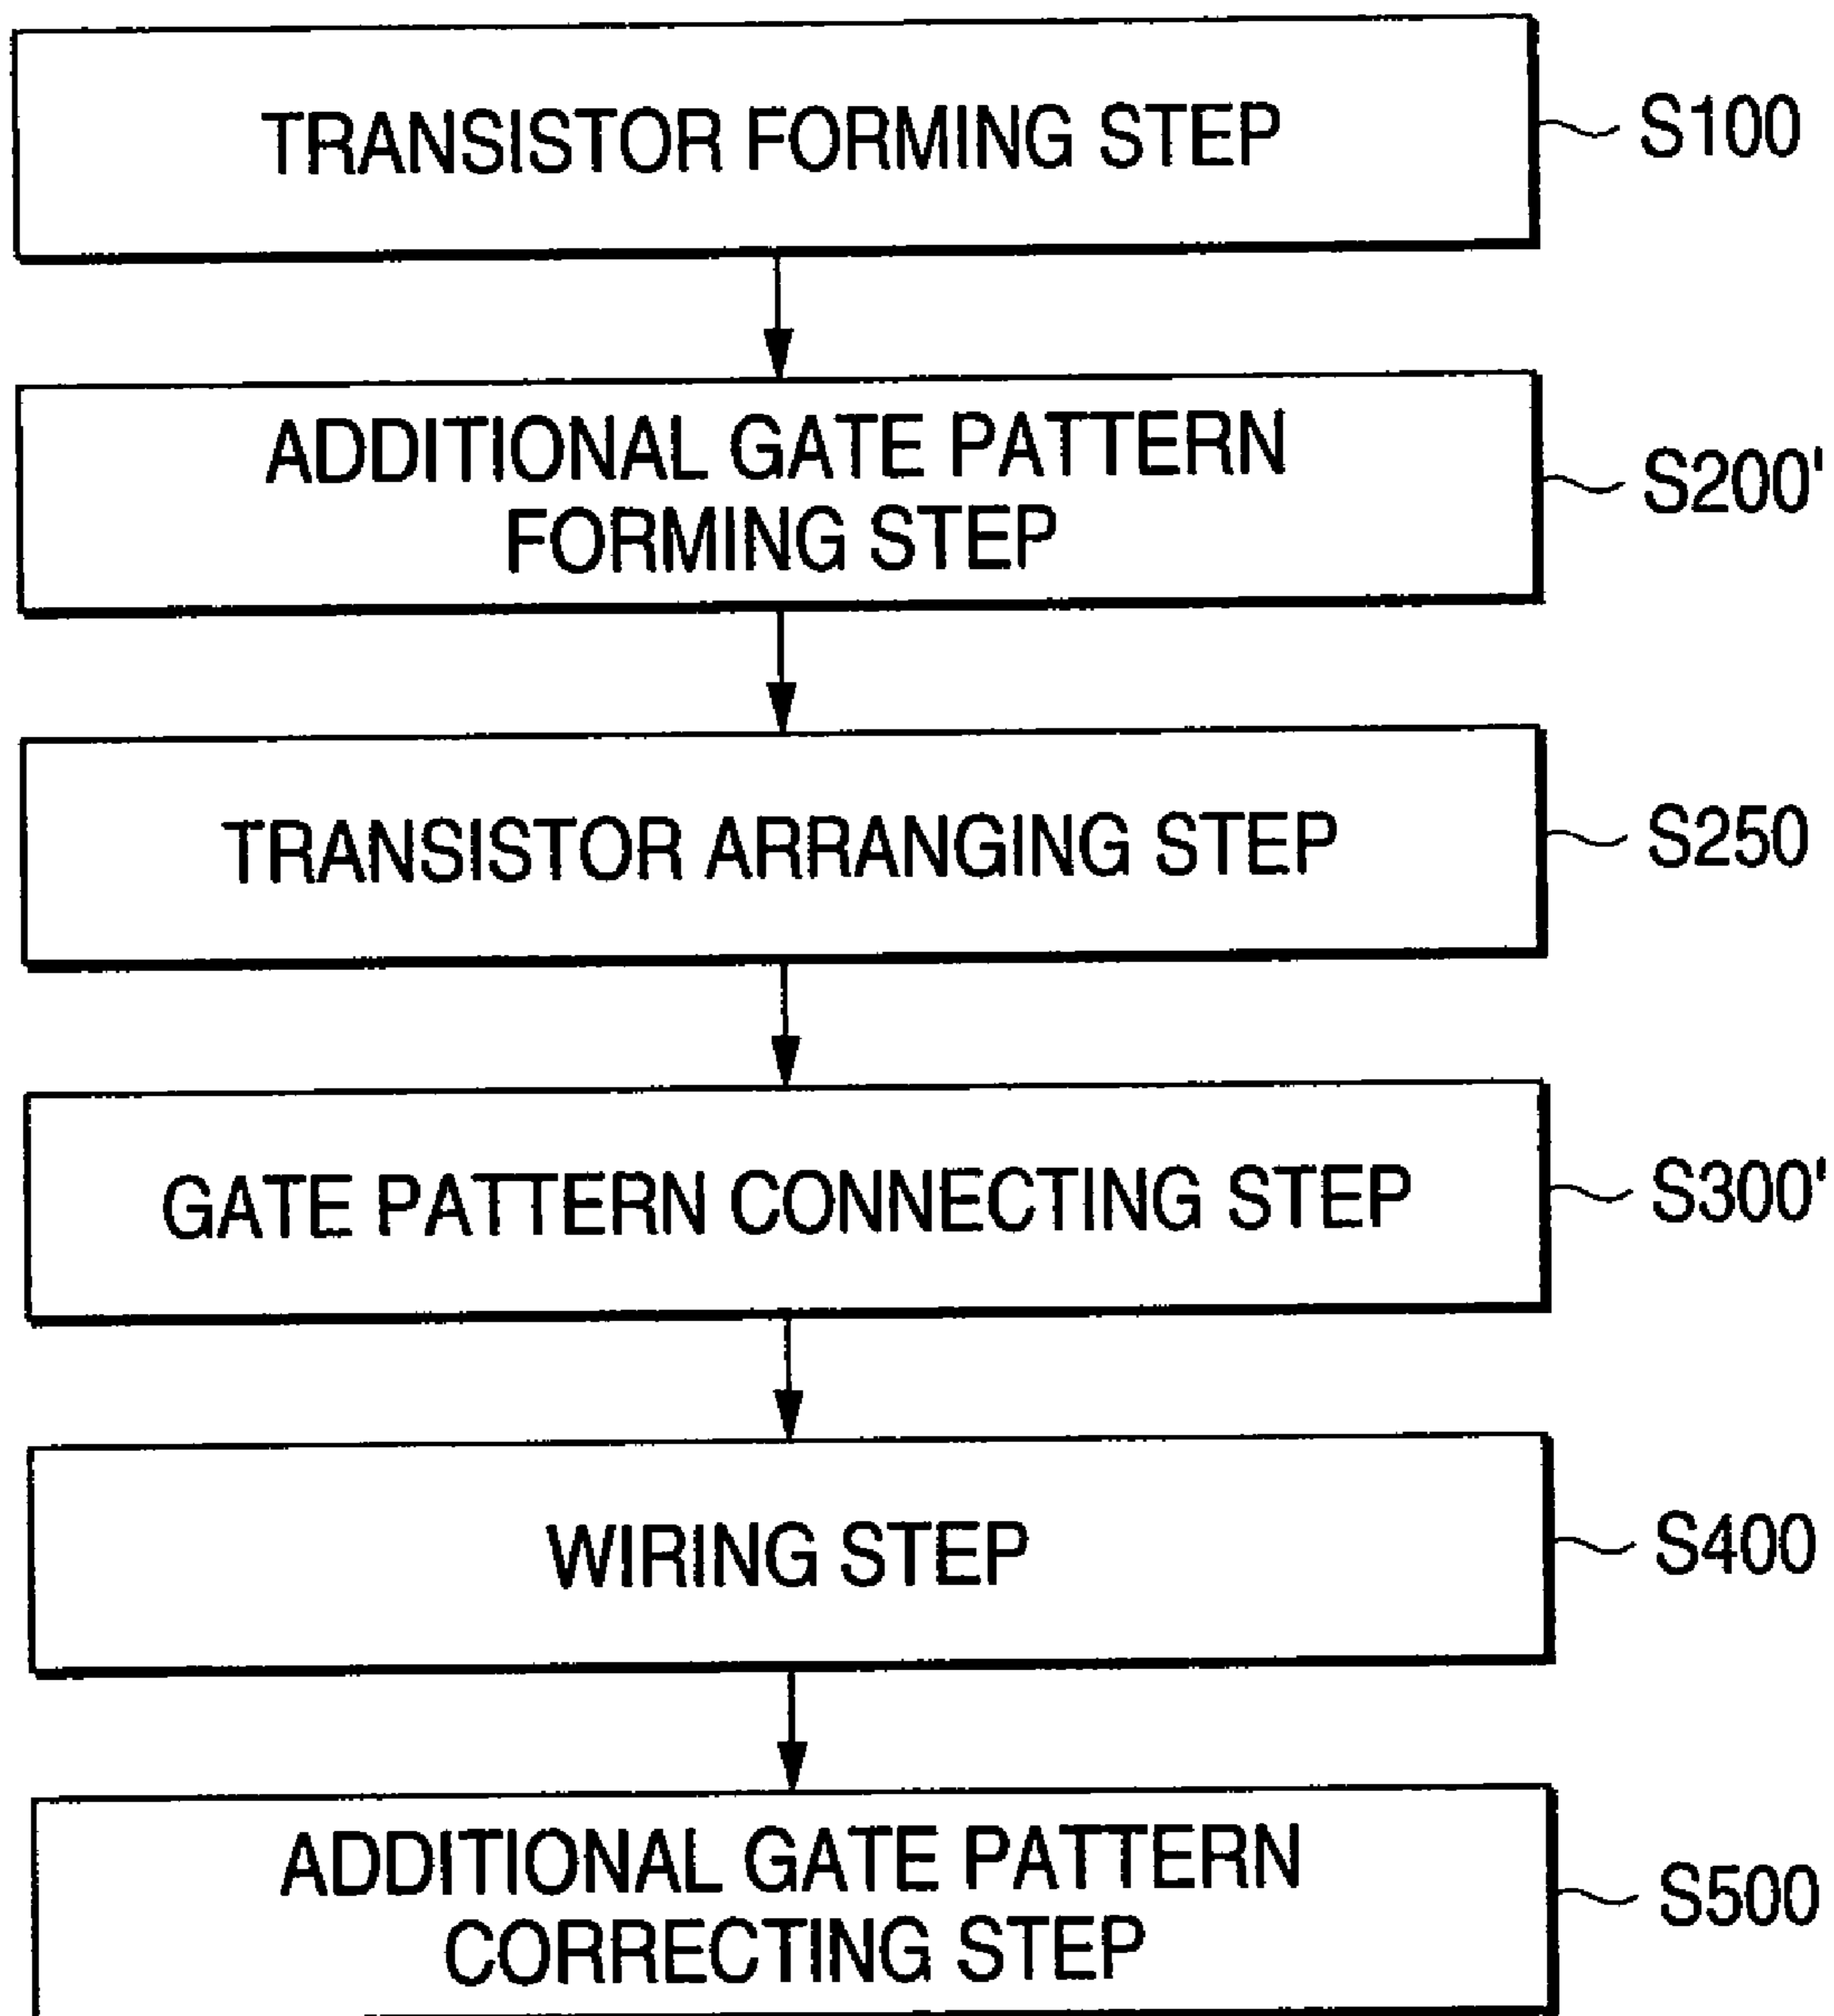 TRANSISTOR FORMING STEP
S100
ADDITIONAL GATE PATTERN
FORMING STEP
S200'
TRANSISTOR ARRANGING STEP
S250
GATE PATTERN CONNECTING STEP
S300'
WIRING STEP
S400
ADDITIONAL GATE PATTERN
CORRECTING STEP
S500